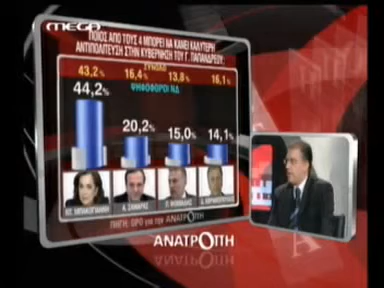 MEGA
ΠΟΙΟΣ ΑΠΟ ΤΟΥΣ 4 ΜΠΟΡΕΙ ΝΑ ΚΑΝΕΙ ΚΑΛΥΤΕΡΗ
ΑΝΤΙΠΟΛΙΤΕΥΣΗ ΣΤΗΝ ΚΥΒΕΡΝΗΣΗ ΤΟΥ Γ. ΠΑΠΑΝΔΡΕΟΥ
ΣΥΝΟΛΟ
43,2% 16,4% 13,8% 16,1%
ΨΗΦΟΦΟΡΟΙ ΝΔ
44,2% 20,2% 15,0% 14,1%
ΝΤ. ΜΠΑΚΟΓΙΑΝΝΗ Α. ΣΑΜΑΡΑΣ Δ. ΑΒΡΑΜΟΠΟΥΛΟΣ
ΠΗΓΗ: GPO για την ΑΝΑΤΡΟΠΗ
ΑΝΑΤΡΟΠΗ